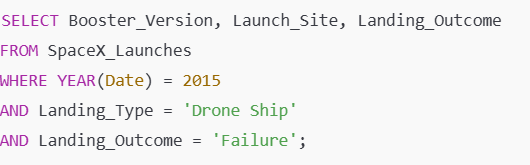 SELECT Booster_Version, Launch_Site, Landing_Outcome
FROM SpaceX_Launches
WHERE YEAR(Date) = 2015
AND Landing_Type = 'Drone Ship'
AND Landing_Outcome = 'Failure';